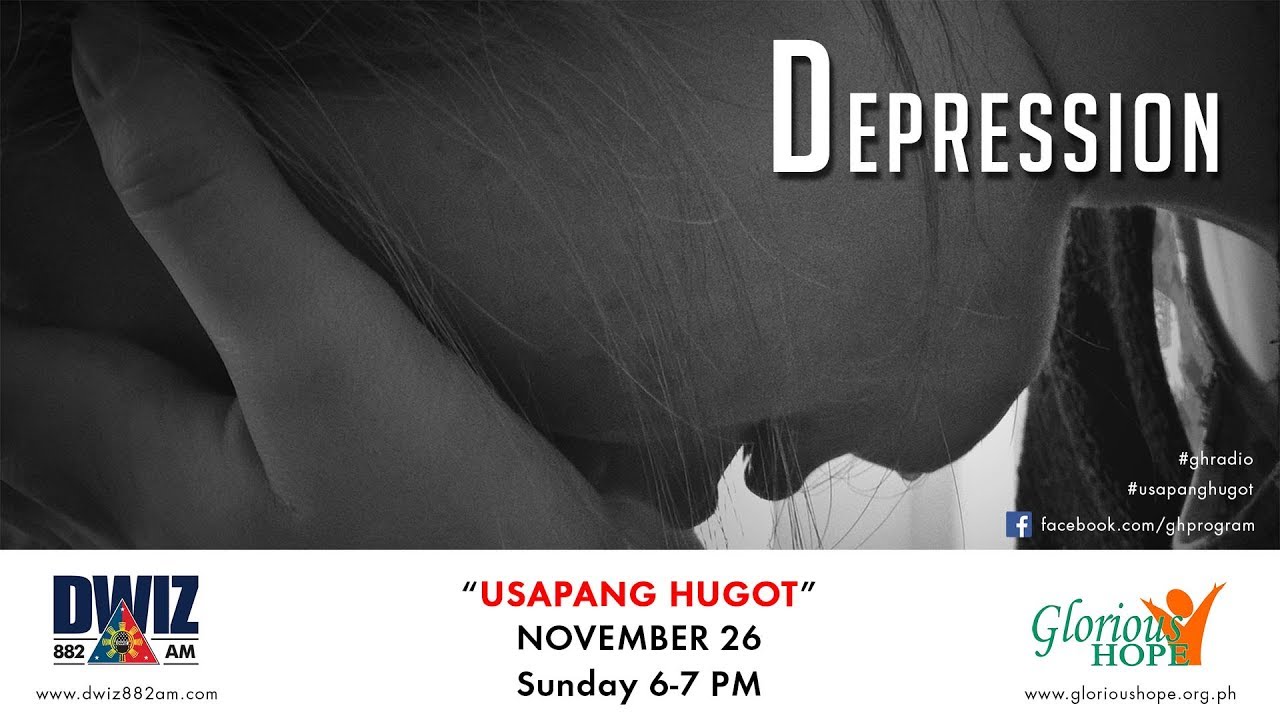 DEPRESSION
#ghradio
#usapanghugot
facebook.com/ghprogram
DWIZ
882 AM
www.dwiz882am.com
“USAPANG HUGOT”
NOVEMBER 26
Sunday 6-7 PM
Glorious
HOPE
www.glorioushope.org.ph